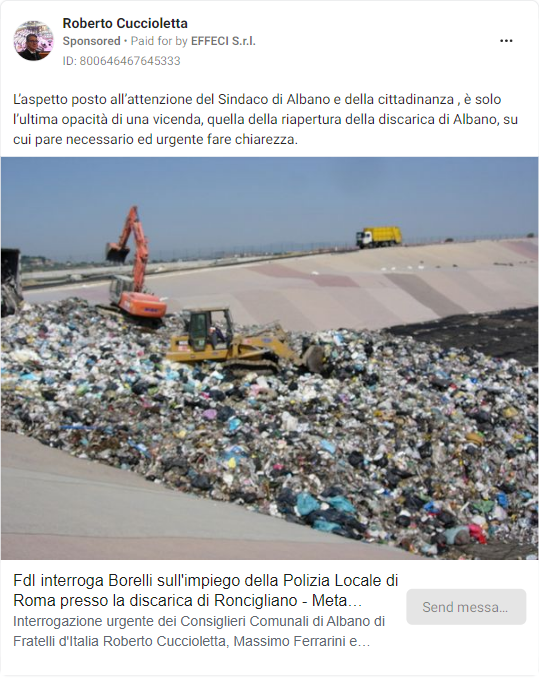 Roberto Cuccioletta
Sponsored • Paid for by EFFECI S.r.l.
ID: 800646467645333
L'aspetto posto all'attenzione del Sindaco di Albano e della cittadinanza , è solo
l'ultima opacità di una vicenda, quella della riapertura della discarica di Albano, su
cui pare necessario ed urgente fare chiarezza.
FdI interroga Borelli sull'impiego della Polizia Locale di
Roma presso la discarica di Roncigliano - Meta…
Interrogazione urgente dei Consiglieri Comunali di Albano di
Fratelli d'Italia Roberto Cuccioletta, Massimo Ferrarini e…
Send messa…